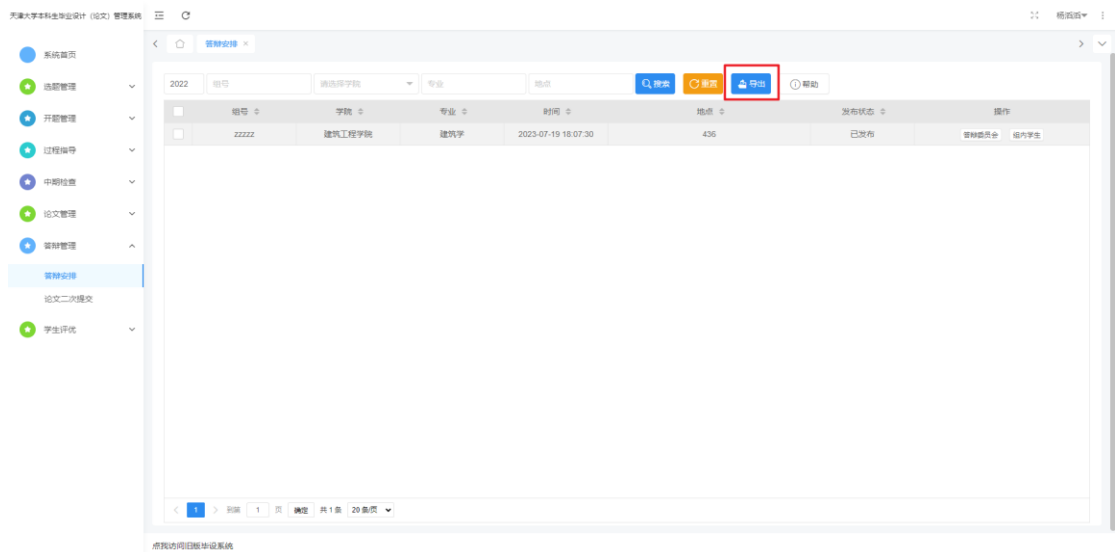 天津大学本科生毕业设计（论文）管理系统
杨滔滔
系统首页
选题管理
开题管理
过程指导
中期检查
论文管理
答辩管理
答辩安排
论文二次提交
学生评优
答辩安排 ×
2022 组号 请选择学院 专业 地点 搜索 重置 导出 帮助
组号 学院 专业 时间 地点 发布状态 操作
zzzzz 建筑工程学院 建筑学 2023-07-19 18:07:30 436 已发布 答辩委员会 组内学生
1 到第 1 页 确定 共 1 条 20 条/页
点我访问旧版毕设系统